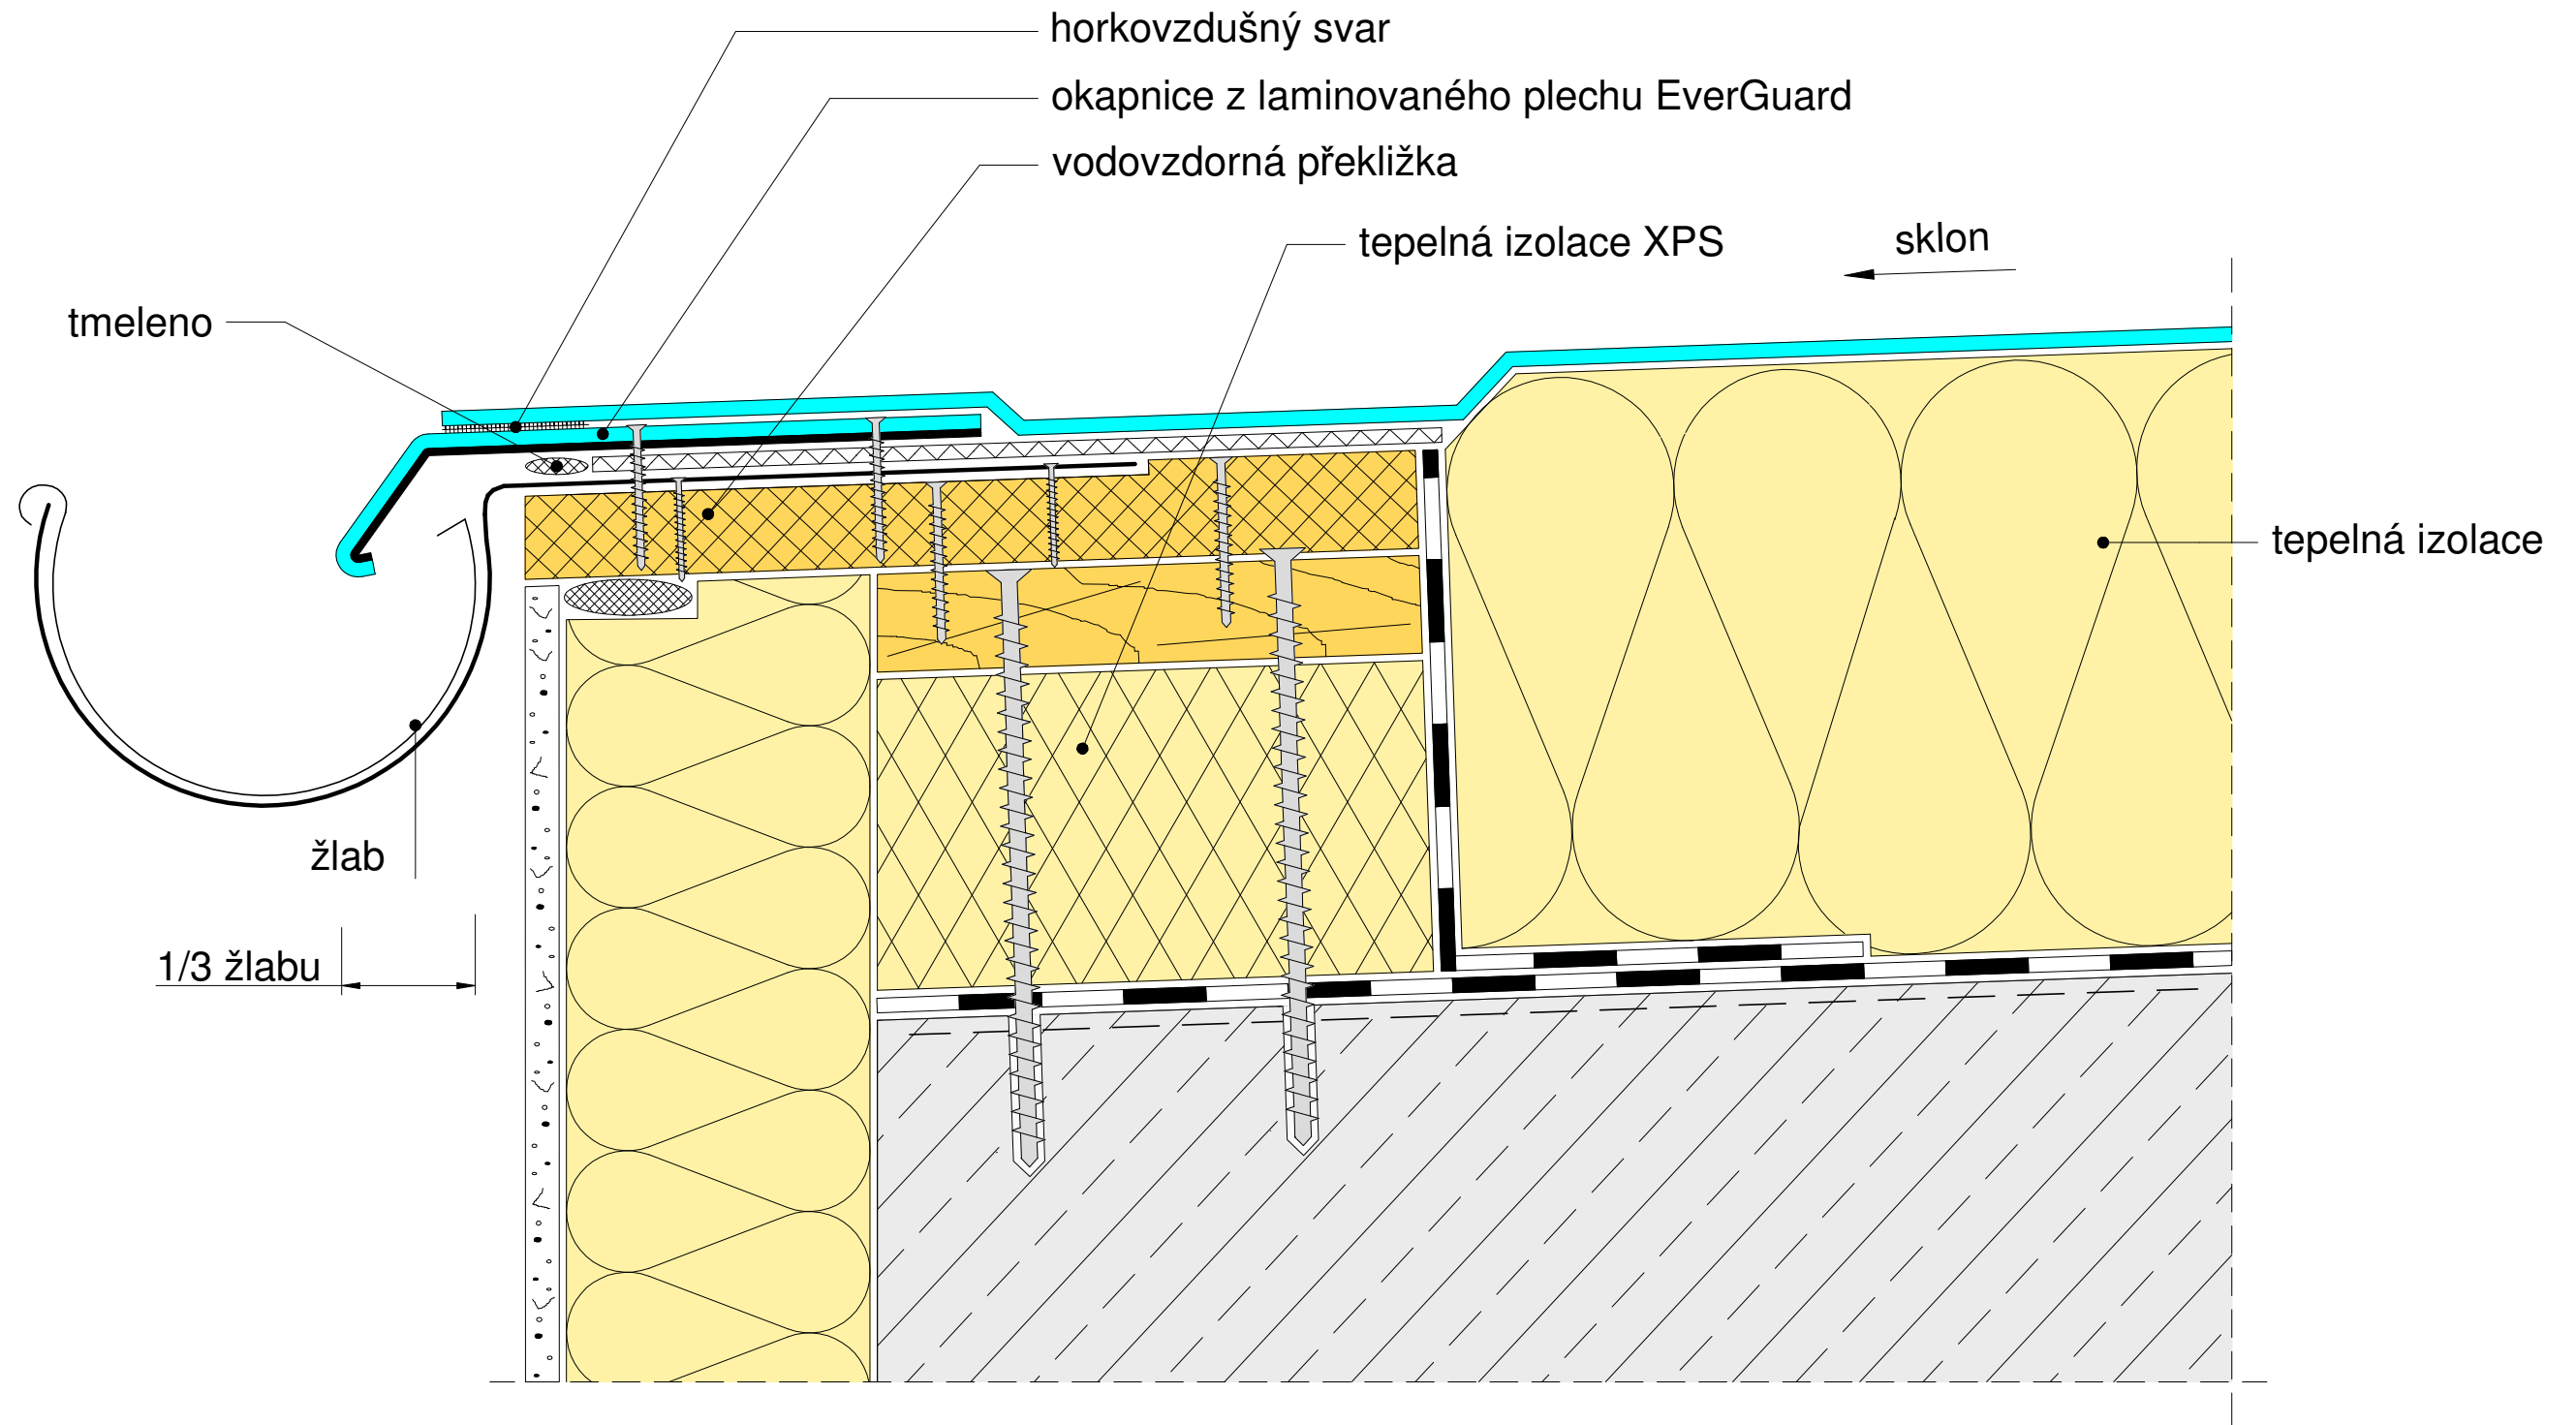 horkovzdušný svar
okapnice z laminovaného plechu EverGuard
vodovzdorná překližka
tepelná izolace XPS
sklon
tmeleno
tepelná izolace
žlab
1/3 žlabu